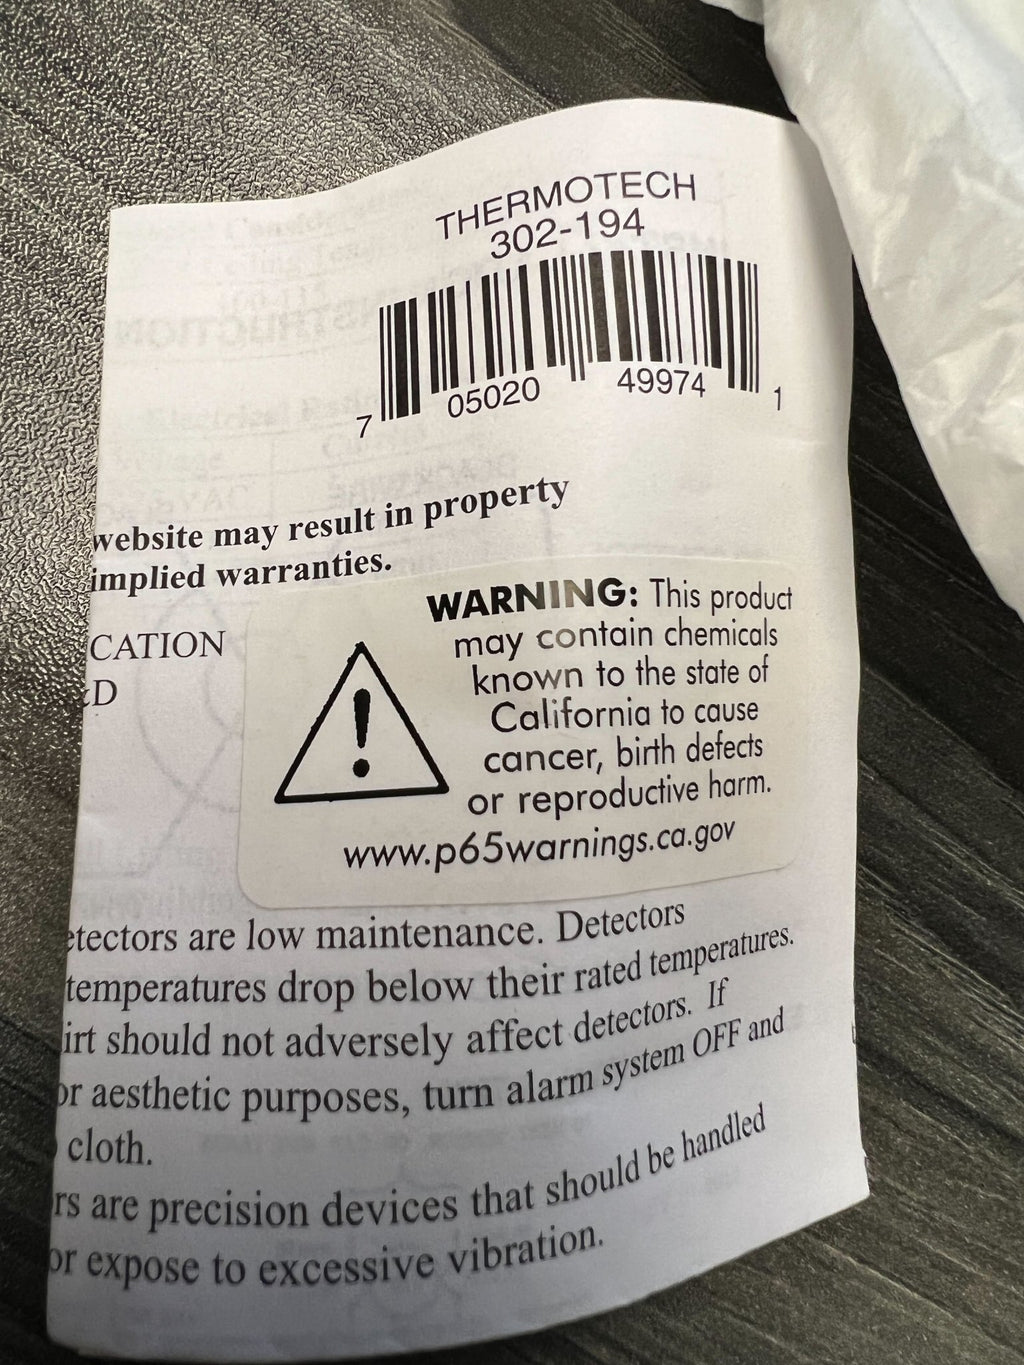 THERMOTECH
302-194
7 05020 49974 1
website may result in property
implied warranties.
CATION
D
WARNING: This product
may contain chemicals
known to the state of
California to cause
cancer, birth defects
or reproductive harm.
www.p65warnings.ca.gov
etectors are low maintenance. Detectors
temperatures drop below their rated temperatures.
irt should not adversely affect detectors. If
or aesthetic purposes, turn alarm system OFF and
cloth.
rs are precision devices that should be handled
or expose to excessive vibration.